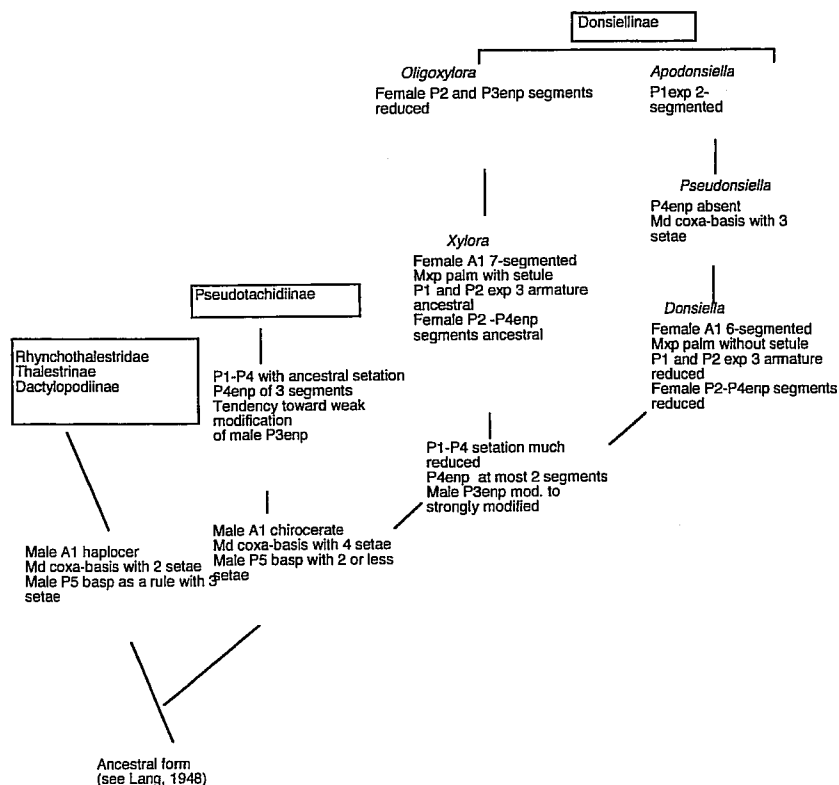 Donsiellinae
Oligoxylora
Female P2 and P3enp segments
reduced
Apodonsiella
P1exp 2-
segmented
Pseudonsiella
P4enp absent
Md coxa-basis with 3
setae
Xylora
Female A1 7-segmented
Mxp palm with setule
P1 and P2 exp 3 armature
ancestral
Female P2 -P4enp
segments ancestral
Donsiella
Female A1 6-segmented
Mxp palm without setule
P1 and P2 exp 3 armature
reduced
Female P2-P4enp segments
reduced
Pseudotachidiinae
P1-P4 with ancestral setation
P4enp of 3 segments
Tendency toward weak
modification
of male P3enp
Rhynchothalestridae
Thalestrinae
Dactylopodiinae
P1-P4 setation much
reduced
P4enp at most 2 segments
Male P3enp mod. to
strongly modified
Male A1 chirocerate
Md coxa-basis with 4 setae
Male P5 basp with 2 or less
setae
Male A1 haplocer
Md coxa-basis with 2 setae
Male P5 basp as a rule with 3
setae
Ancestral form
(see Lang, 1948)